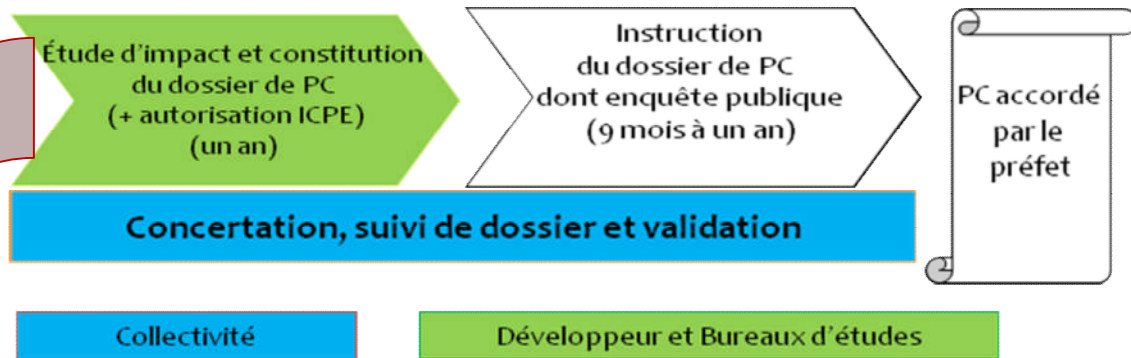 Étude d'impact et constitution
du dossier de PC
(+ autorisation ICPE)
(un an)
Instruction
du dossier de PC
dont enquête publique
(9 mois à un an)
PC accordé
par le
préfet
Concertation, suivi de dossier et validation
Collectivité
Développeur et Bureaux d'études